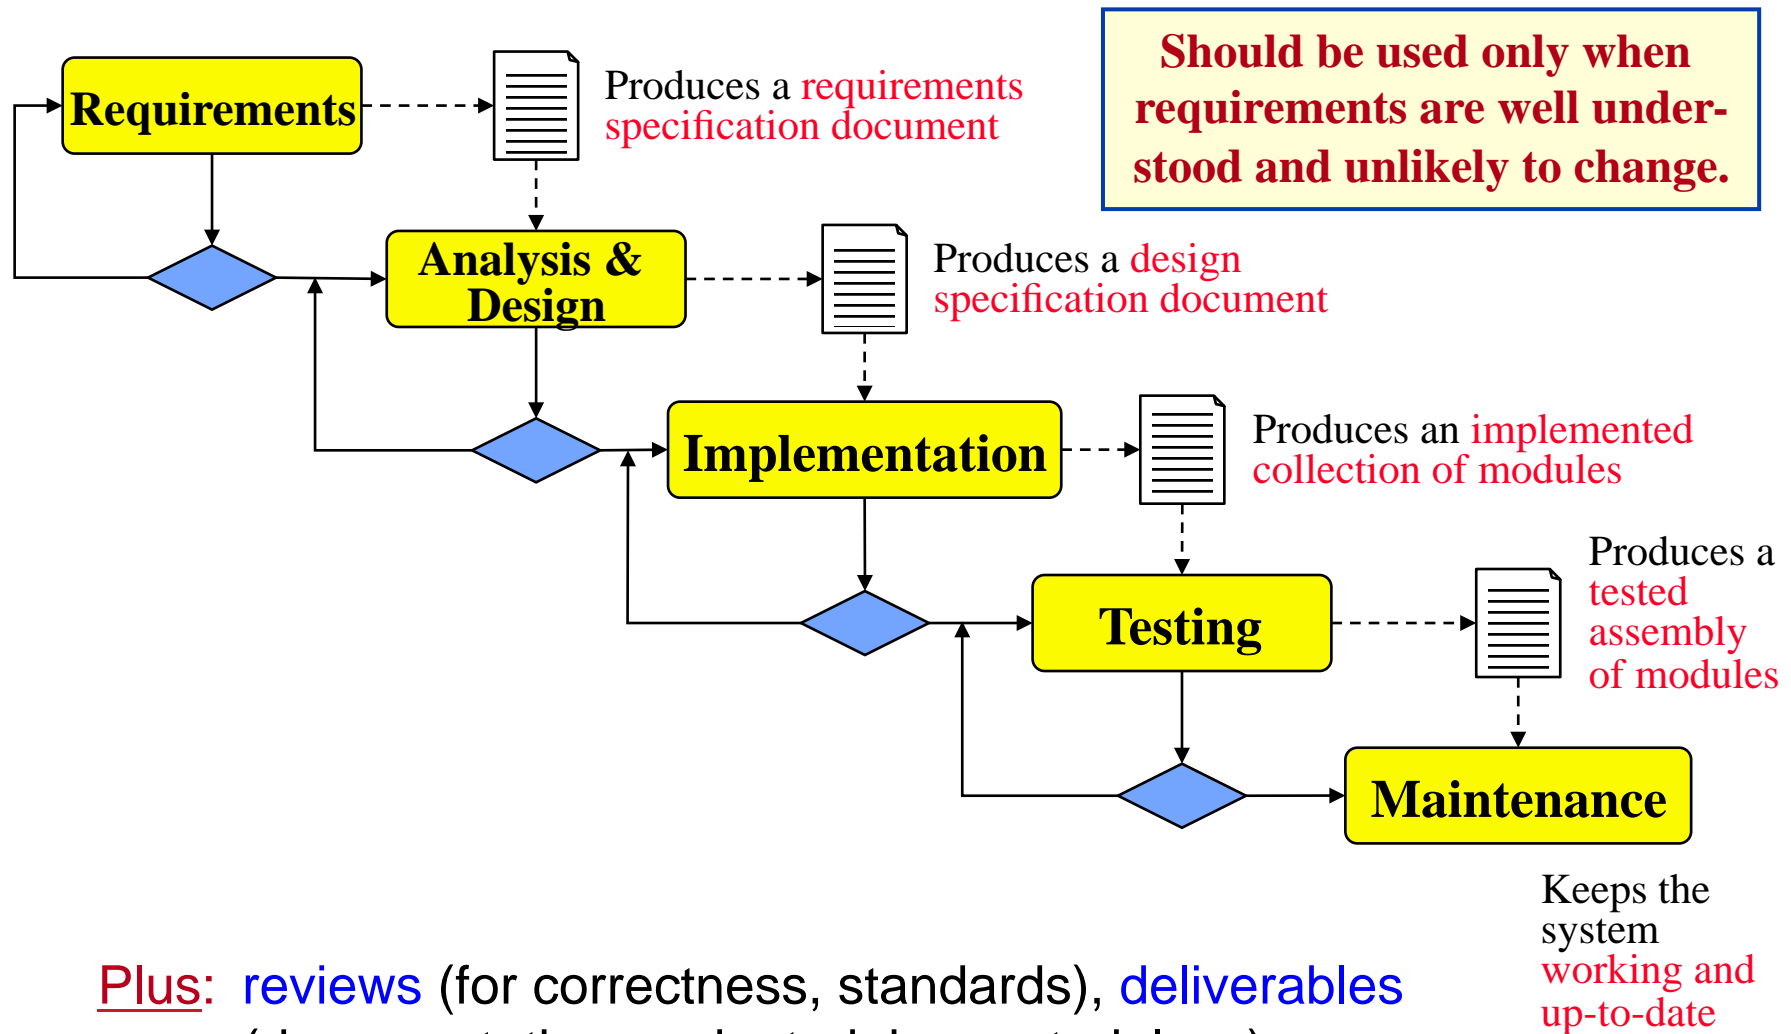 Should be used only when
requirements are well under-
stood and unlikely to change.
Requirements
Produces a requirements
specification document
Analysis &
Design
Produces a design
specification document
Implementation
Produces an implemented
collection of modules
Testing
Produces a
tested
assembly
of modules
Maintenance
Keeps the
system
working and
up-to-date
Plus: reviews (for correctness, standards), deliverables